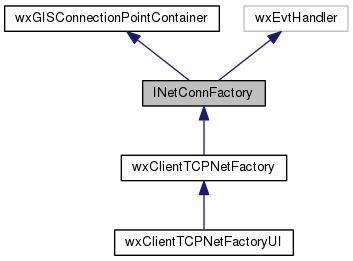 wxGISConnectionPointContainer
wxEvtHandler
INetConnFactory
wxClientTCPNetFactory
wxClientTCPNetFactoryUI